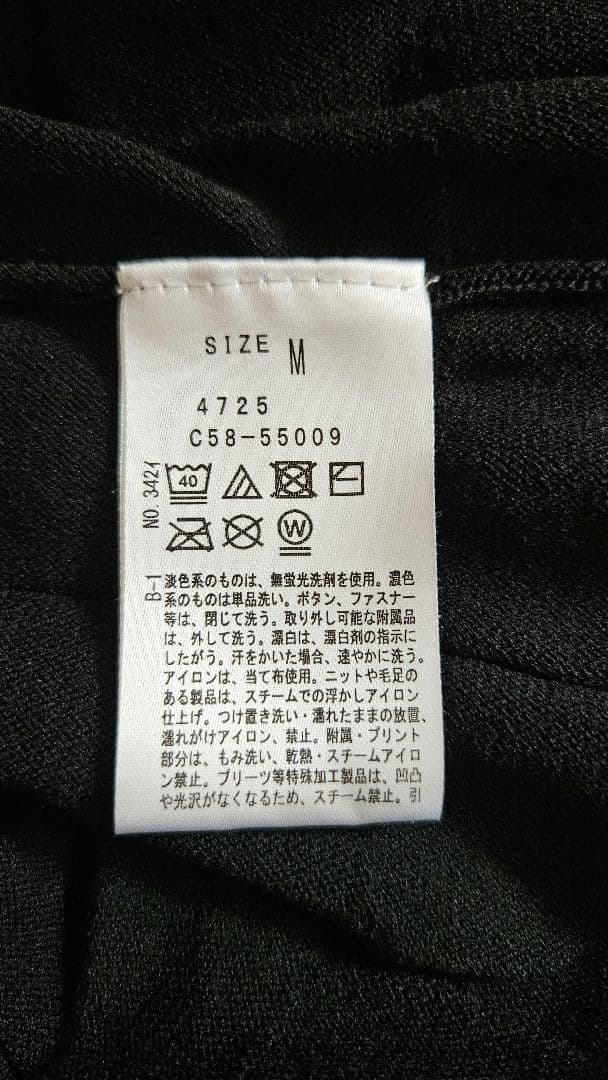 SIZE M
4725
C58-55009
NO. 3421
40
W
B-1
淡色系のものは、無蛍光洗剤を使用。濃色
系のものは単品洗い。ボタン、ファスナー
等は、閉じて洗う。取り外し可能な附属品
は、外して洗う。漂白は、漂白剤の指示に
したがう。汗をかいた場合、速やかに洗う。
アイロンは、当て布使用。ニットや毛足の
ある製品は、スチームでの浮かしアイロン
仕上げ。つけ置き洗い・濡れたままの放置、
濡れがけアイロン、禁止。附属・プリント
部分は、もみ洗い、乾熱・スチームアイロ
ン禁止。プリーツ等特殊加工製品は、凹凸
や光沢がなくなるため、スチーム禁止。引